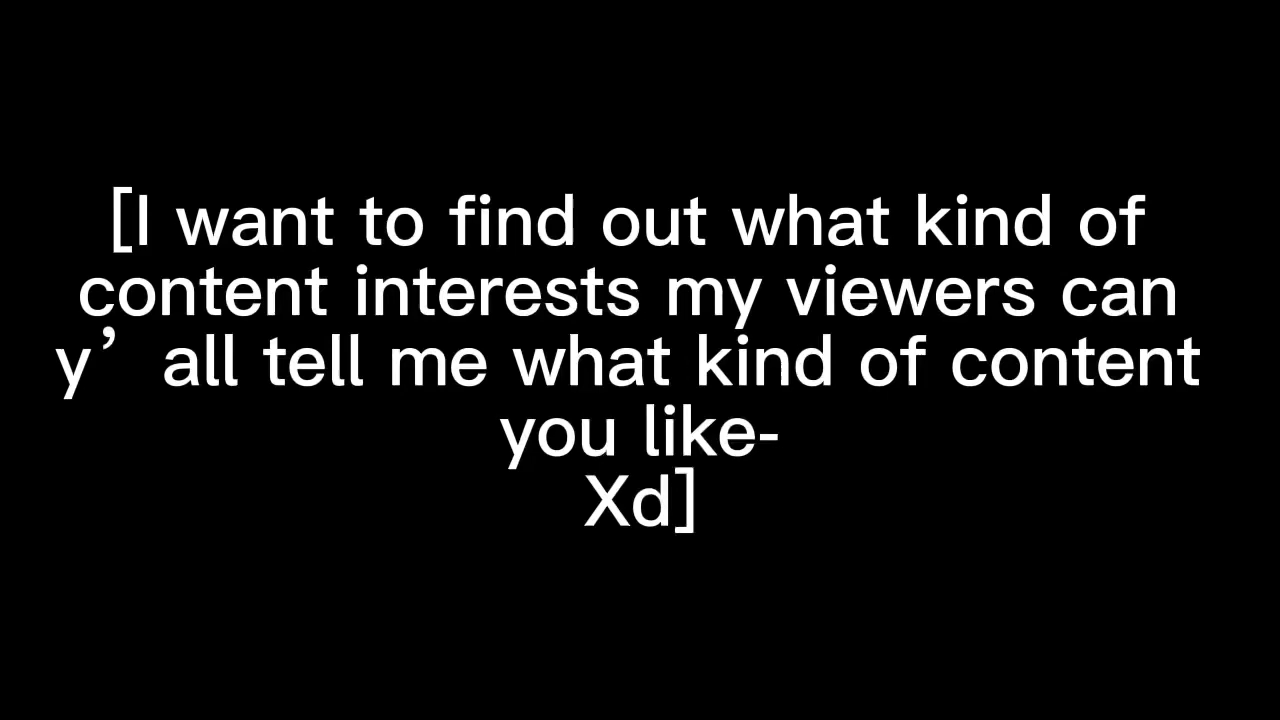 [I want to find out what kind of
content interests my viewers can
y’all tell me what kind of content
you like-
Xd]